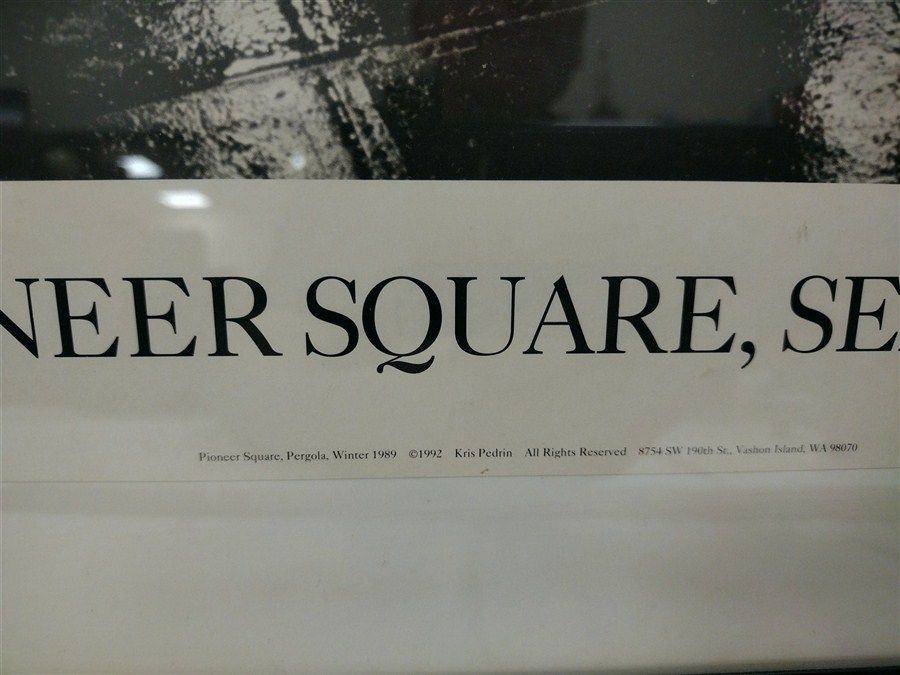 NEER SQUARE, SE
Pioneer Square, Pergola, Winter 1989 ©1992 Kris Pedrin All Rights Reserved 8754 SW 190th St., Vashon Island, WA 98070